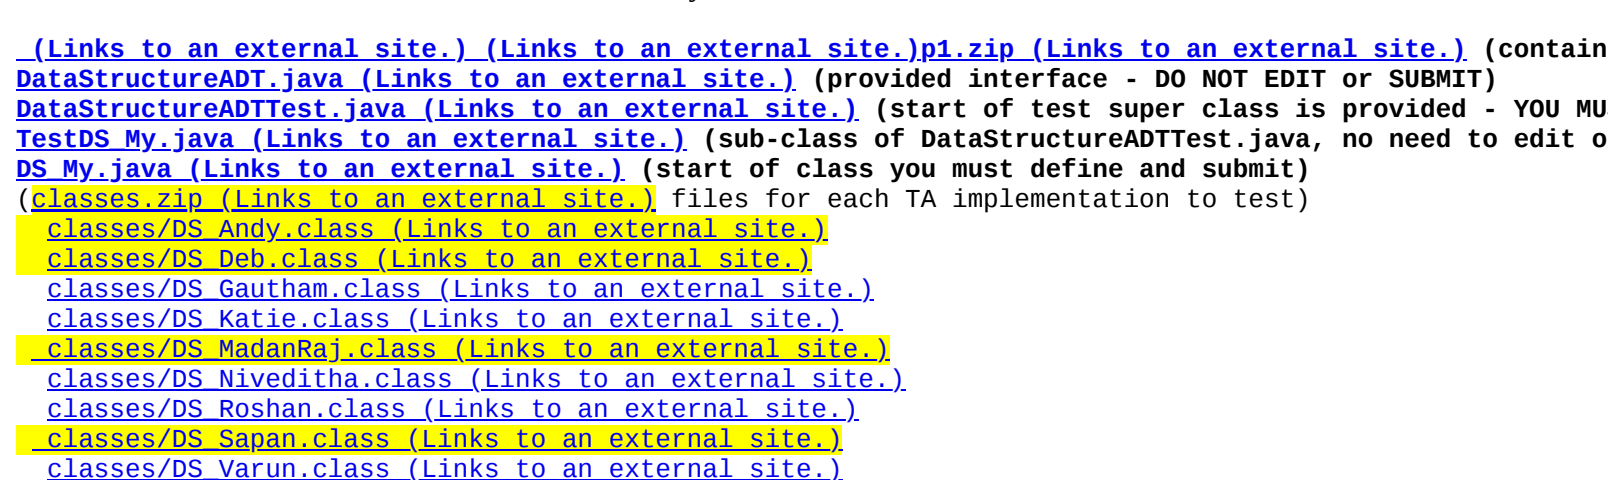 (Links to an external site.) (Links to an external site.)p1.zip (Links to an external site.) (contain
DataStructureADT.java (Links to an external site.) (provided interface - DO NOT EDIT or SUBMIT)
DataStructureADTTest.java (Links to an external site.) (start of test super class is provided - YOU MU
TestDS_My.java (Links to an external site.) (sub-class of DataStructureADTTest.java, no need to edit o
DS_My.java (Links to an external site.) (start of class you must define and submit)
(classes.zip (Links to an external site.) files for each TA implementation to test)
classes/DS_Andy.class (Links to an external site.)
classes/DS_Deb.class (Links to an external site.)
classes/DS_Gautham.class (Links to an external site.)
classes/DS_Katie.class (Links to an external site.)
classes/DS_MadanRaj.class (Links to an external site.)
classes/DS_Niveditha.class (Links to an external site.)
classes/DS_Roshan.class (Links to an external site.)
classes/DS_Sapan.class (Links to an external site.)
classes/DS_Varun.class (Links to an external site.)